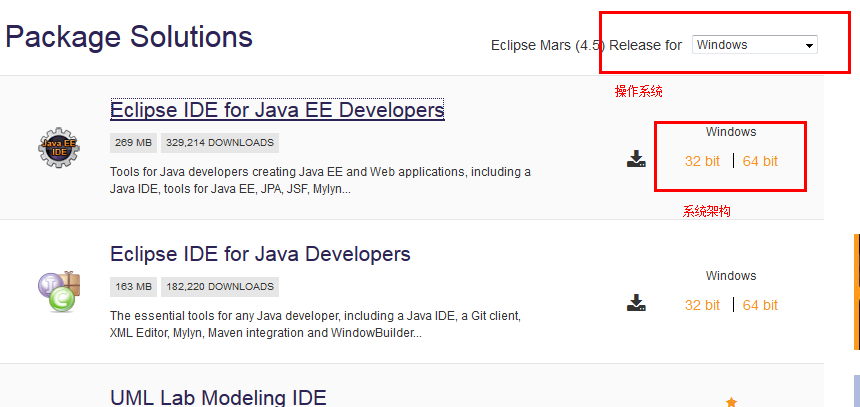 Package Solutions
Eclipse Mars (4.5) Release for Windows
操作系统
Eclipse IDE for Java EE Developers
Java EE
IDE
269 MB 329,214 DOWNLOADS
Windows
32 bit 64 bit
Tools for Java developers creating Java EE and Web applications, including a
Java IDE, tools for Java EE, JPA, JSF, Mylyn...
系统架构
Eclipse IDE for Java Developers
J
C
163 MB 182,220 DOWNLOADS
Windows
32 bit 64 bit
The essential tools for any Java developer, including a Java IDE, a Git client,
XML Editor, Mylyn, Maven integration and WindowBuilder...
UML Lab Modeling IDE